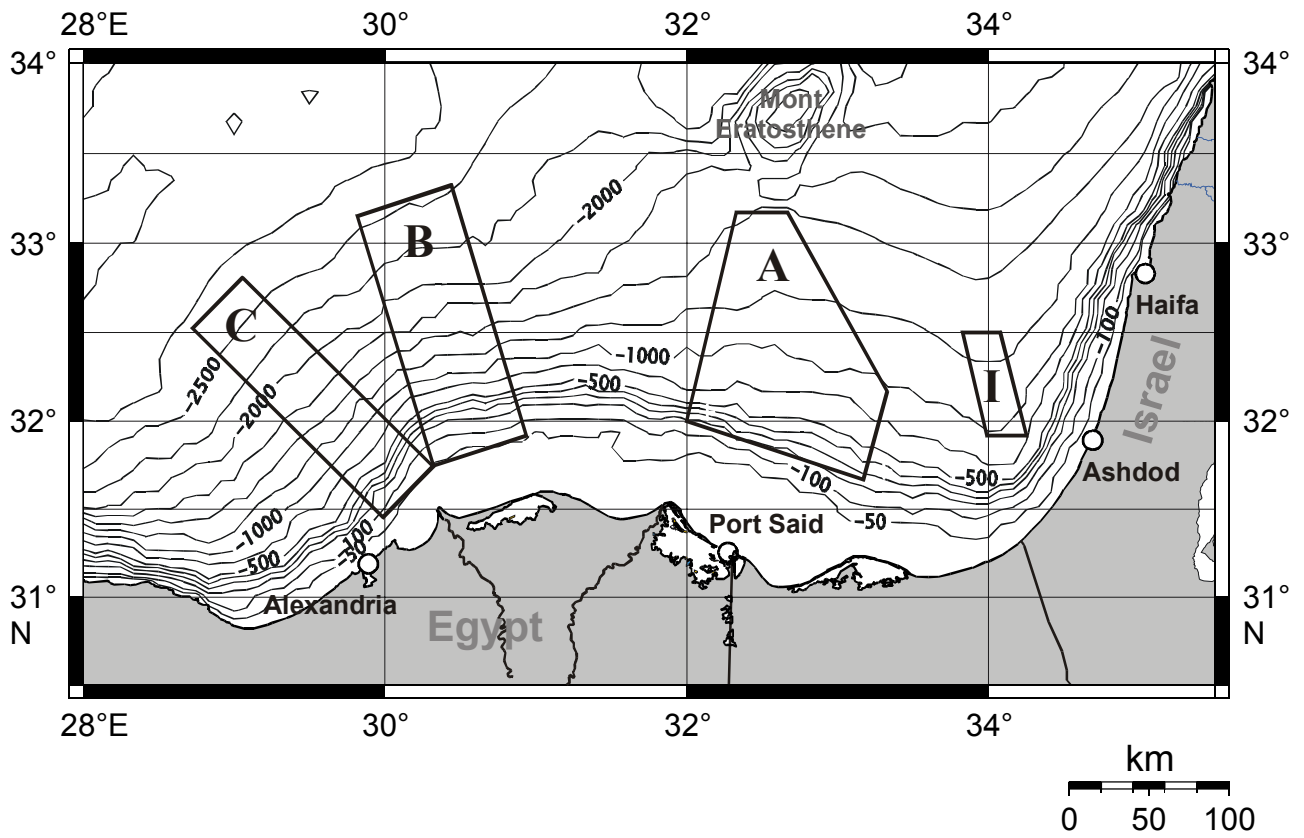 28°E 30° 32° 34°
34° 34°
Mont
Eratosthene
-2000
33° 33°
B
A
C
Haifa
-100
-1000
I
-2500
-500
-2000
Israel
32° 32°
Ashdod
-500
-100
-50
Port Said
-1000
-100
-50
-500
Alexandria
31° 31°
N N
Egypt
28°E 30° 32° 34°
km
0 50 100